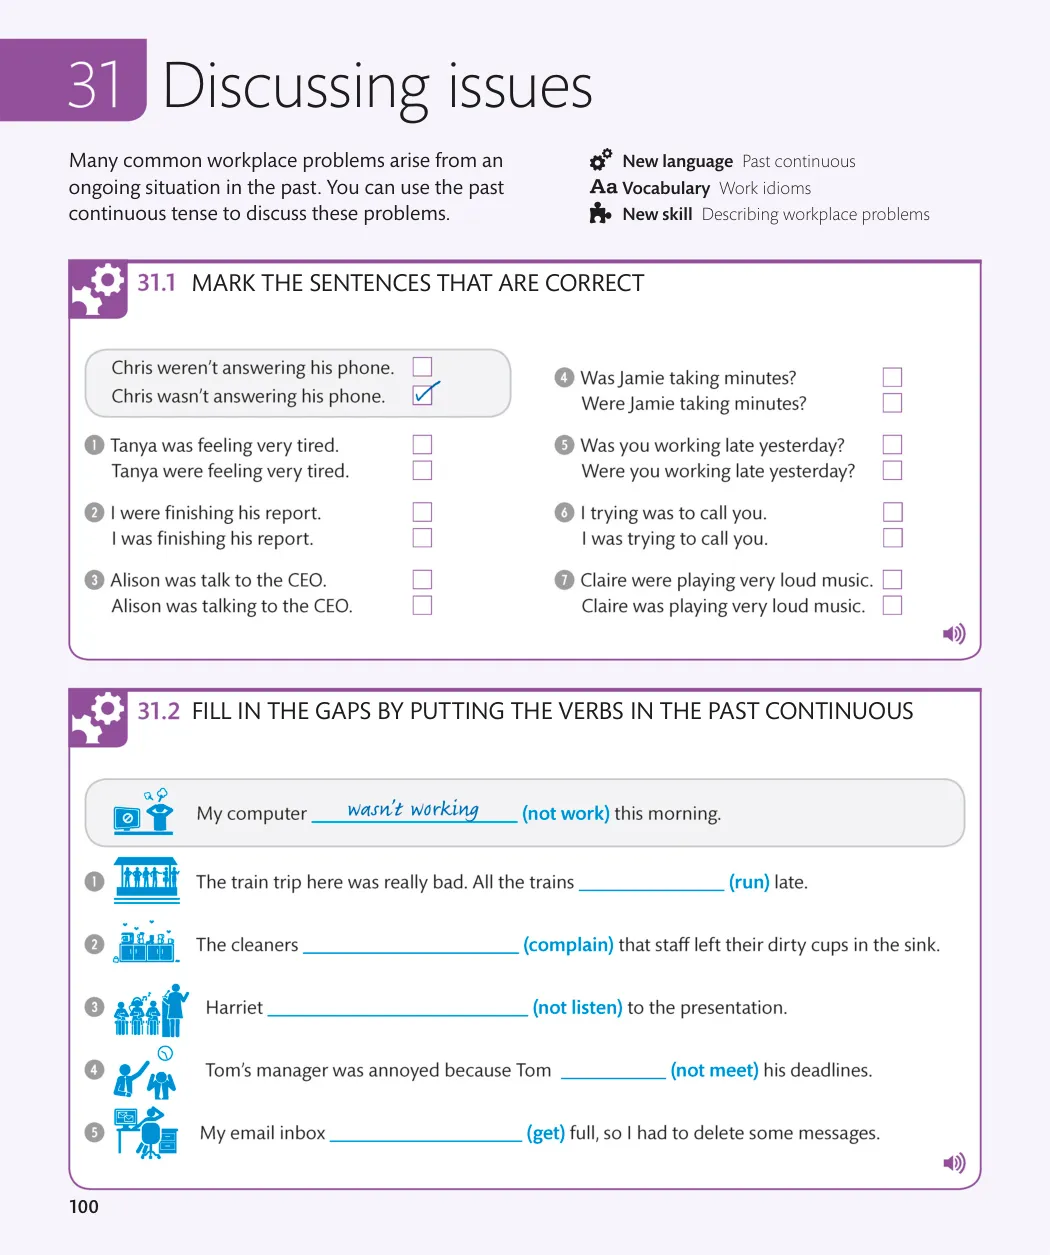 31 Discussing issues
Many common workplace problems arise from an
ongoing situation in the past. You can use the past
continuous tense to discuss these problems.
New language Past continuous
Aa Vocabulary Work idioms
New skill Describing workplace problems
31.1 MARK THE SENTENCES THAT ARE CORRECT
Chris weren't answering his phone.
Chris wasn't answering his phone.
1 Tanya was feeling very tired.
Tanya were feeling very tired.
2 I were finishing his report.
I was finishing his report.
3 Alison was talk to the CEO.
Alison was talking to the CEO.
4 Was Jamie taking minutes?
Were Jamie taking minutes?
5 Was you working late yesterday?
Were you working late yesterday?
6 I trying was to call you.
I was trying to call you.
7 Claire were playing very loud music.
Claire was playing very loud music.
31.2 FILL IN THE GAPS BY PUTTING THE VERBS IN THE PAST CONTINUOUS
My computer wasn't working (not work) this morning.
1 The train trip here was really bad. All the trains ______________ (run) late.
2 The cleaners ______________ (complain) that staff left their dirty cups in the sink.
3 Harriet ______________ (not listen) to the presentation.
4 Tom's manager was annoyed because Tom ______________ (not meet) his deadlines.
5 My email inbox ______________ (get) full, so I had to delete some messages.
100